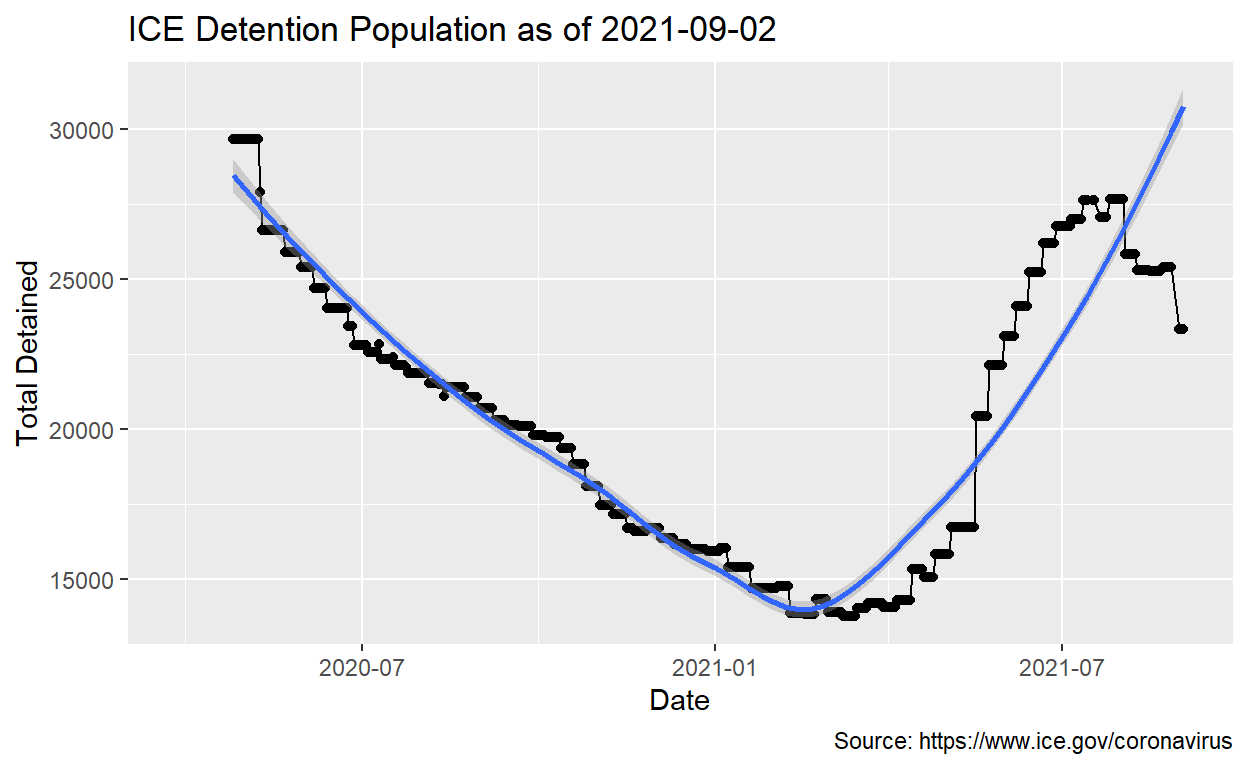 ICE Detention Population as of 2021-09-02
Total Detained
30000
25000
20000
15000
2020-07
2021-01
2021-07
Date
Source: https://www.ice.gov/coronavirus